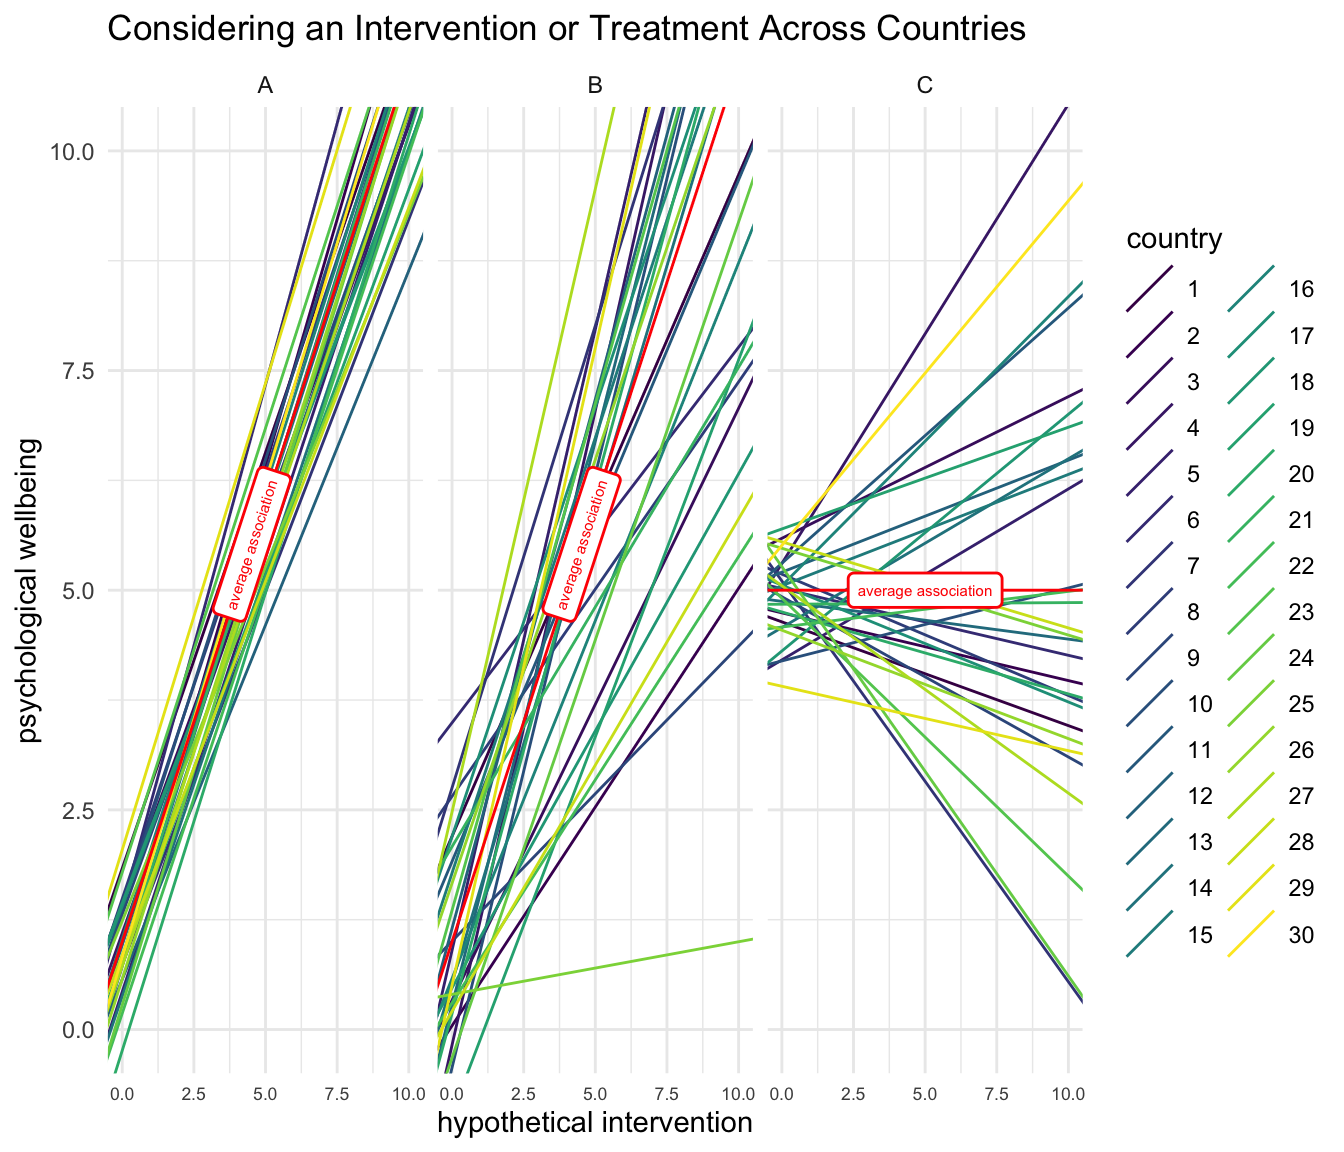 Considering an Intervention or Treatment Across Countries
A
B
C
10.0
7.5
5.0
2.5
0.0
psychological wellbeing
average association
average association
average association
0.0 2.5 5.0 7.5 10.0
0.0 2.5 5.0 7.5 10.0
0.0 2.5 5.0 7.5 10.0
hypothetical intervention
country
1
2
3
4
5
6
7
8
9
10
11
12
13
14
15
16
17
18
19
20
21
22
23
24
25
26
27
28
29
30